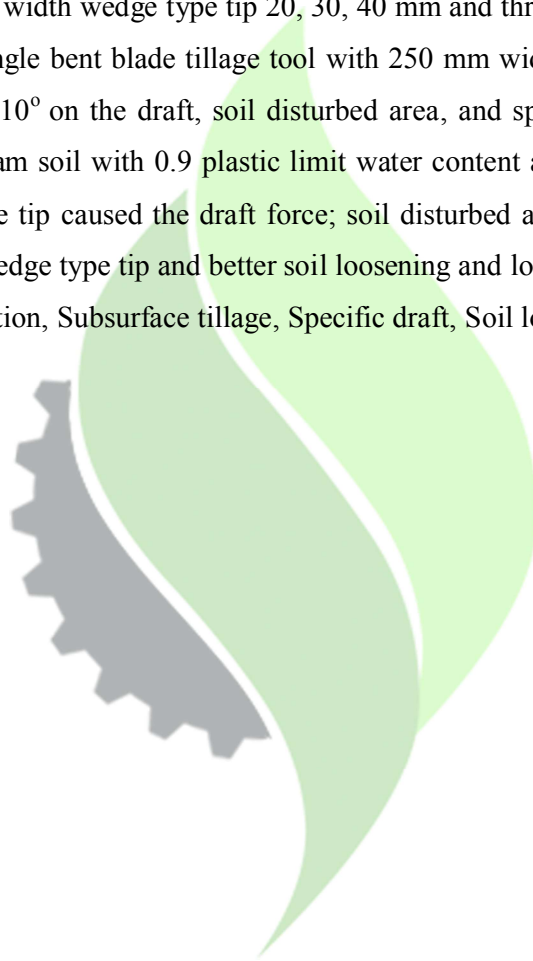 width wedge type tip 20, 30, 40 mm and thr
ngle bent blade tillage tool with 250 mm wid
10° on the draft, soil disturbed area, and sp
am soil with 0.9 plastic limit water content a
e tip caused the draft force; soil disturbed a
edge type tip and better soil loosening and lo
tion, Subsurface tillage, Specific draft, Soil lo